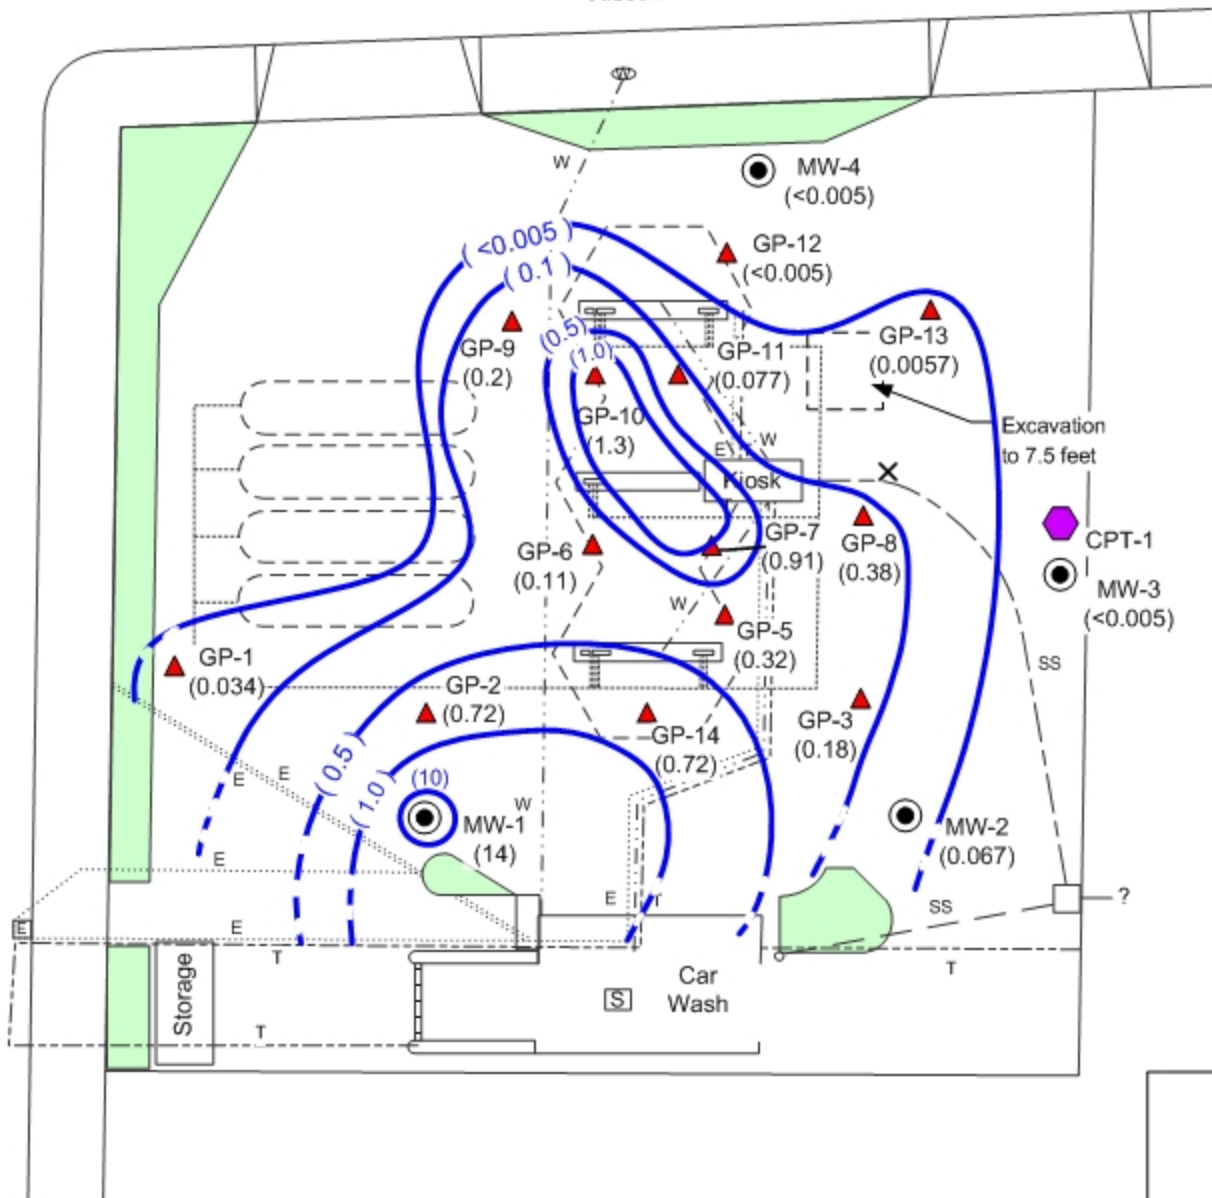 W
W
MW-4
(<0.005)
(<0.005)
GP-12
(<0.005)
(0.1)
GP-9
(0.2)
(0.5)
(1.0)
GP-11
(0.077)
GP-13
(0.0057)
GP-10
(1.3)
Excavation
to 7.5 feet
W
E
Kiosk
X
GP-7
(0.91)
GP-8
(0.38)
CPT-1
GP-6
(0.11)
MW-3
(<0.005)
W
GP-5
(0.32)
GP-1
(0.034)
SS
GP-2
(0.72)
GP-3
(0.18)
GP-14
(0.72)
(0.5)
(1.0)
(10)
E
E
W
MW-1
(14)
MW-2
(0.067)
E
E
T
SS
?
E
E
T
T
Storage
S
Car
Wash
T